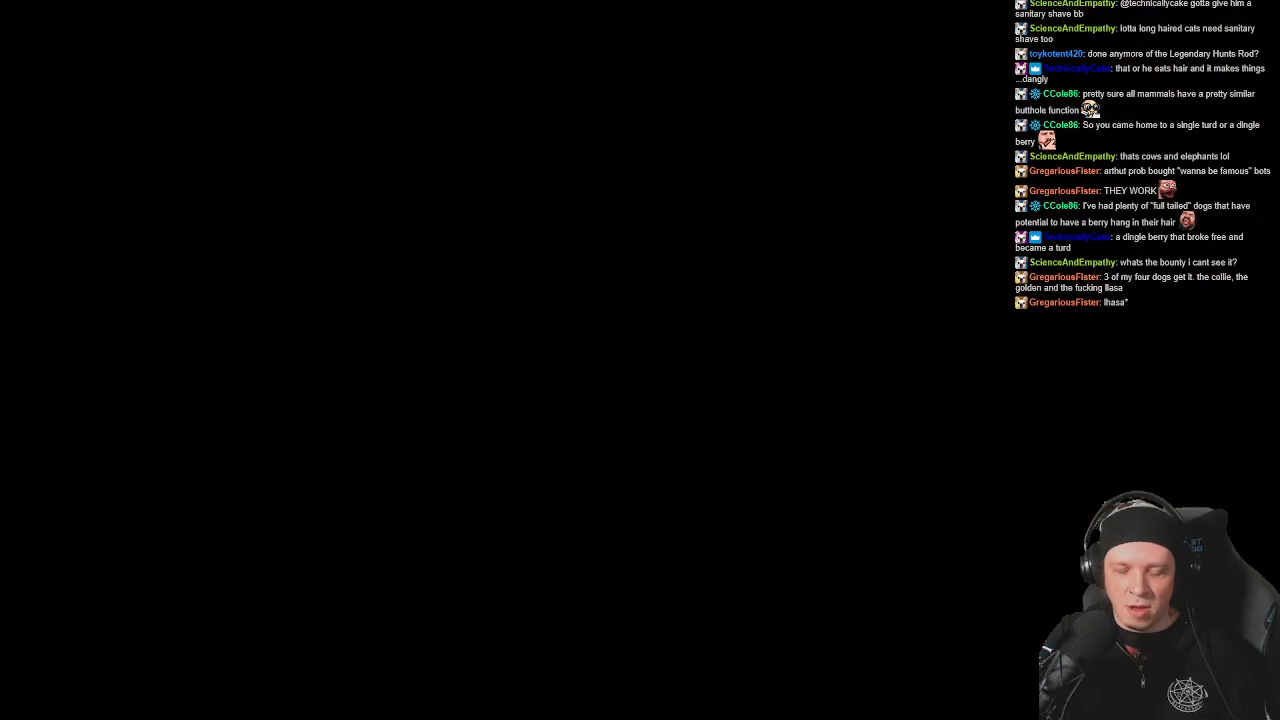 ScienceAndEmpathy: @technicallycake gotta give him a
sanitary shave bb
ScienceAndEmpathy: lotta long haired cats need sanitary
shave too
toykotent420: done anymore of the Legendary Hunts Rod?
TechnicallyCake: that or he eats hair and it makes things
...dangly
CCole86: pretty sure all mammals have a pretty similar
butthole function
CCole86: So you came home to a single turd or a dingle
berry
ScienceAndEmpathy: thats cows and elephants lol
GregariousFister: arthut prob bought "wanna be famous" bots
GregariousFister: THEY WORK
CCole86: I've had plenty of "full tailed" dogs that have
potential to have a berry hang in their hair
TechnicallyCake: a dingle berry that broke free and
became a turd
ScienceAndEmpathy: whats the bounty i cant see it?
GregariousFister: 3 of my four dogs get it. the collie, the
golden and the fucking llasa
GregariousFister: lhasa*